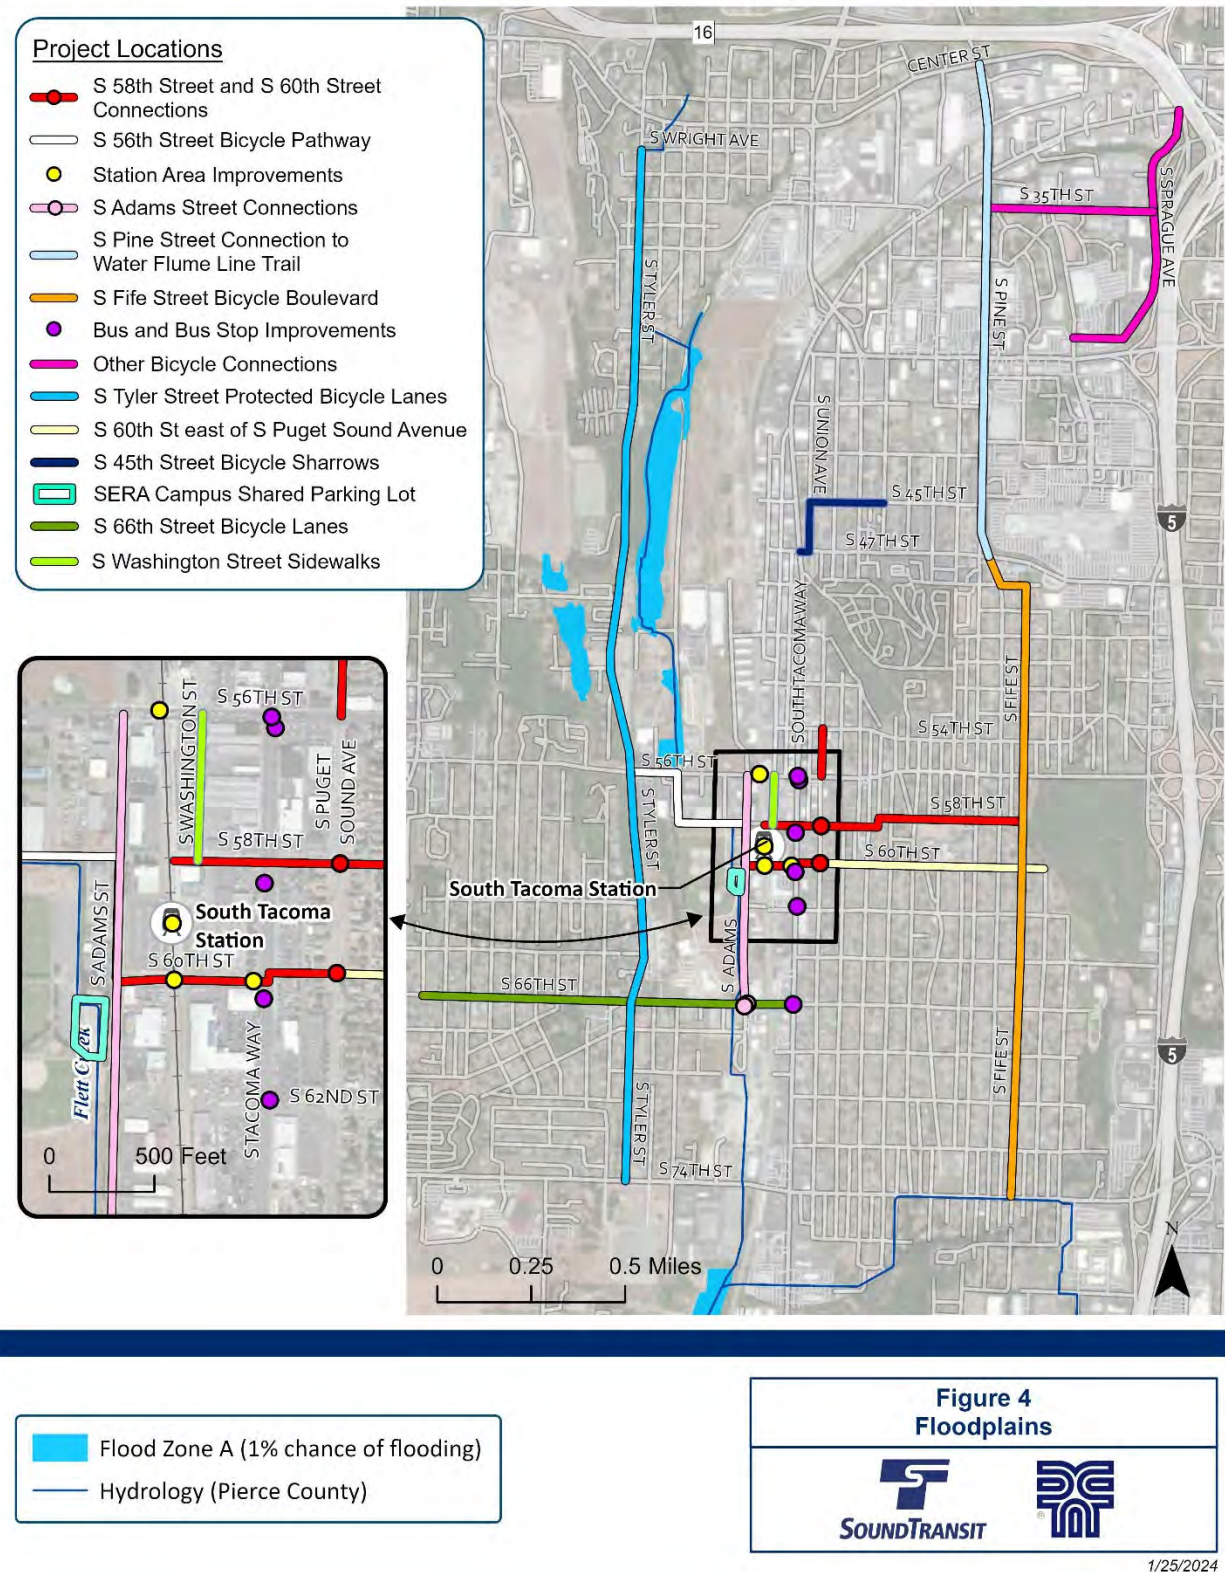 Project Locations
S 58th Street and S 60th Street
Connections
S 56th Street Bicycle Pathway
Station Area Improvements
S Adams Street Connections
S Pine Street Connection to
Water Flume Line Trail
S Fife Street Bicycle Boulevard
Bus and Bus Stop Improvements
Other Bicycle Connections
S Tyler Street Protected Bicycle Lanes
S 60th St east of S Puget Sound Avenue
S 45th Street Bicycle Sharrows
SERA Campus Shared Parking Lot
S 66th Street Bicycle Lanes
S Washington Street Sidewalks
16
CENTER ST
S WRIGHT AVE
S 35TH ST
S SPRAGUE AVE
S TYLER ST
S PINE ST
S UNION AVE
S 45TH ST
S 47TH ST
5
SOUTH TACOMA WAY
S FIFE ST
S 54TH ST
S 56TH ST
S 58TH ST
S TYLER ST
S 60TH ST
South Tacoma Station
S ADAMS
S 66TH ST
5
S FIFE ST
S TYLER ST
S 74TH ST
N
0 0.25 0.5 Miles
S WASHINGTON ST
S 56TH ST
S PUGET
SOUND AVE
S 58TH ST
S ADAMS ST
South Tacoma
Station
S 60TH ST
Flett Creek
S TACOMA WAY
S 62ND ST
0 500 Feet
Flood Zone A (1% chance of flooding)
Hydrology (Pierce County)
Figure 4
Floodplains
SOUNDTRANSIT
®
1/25/2024